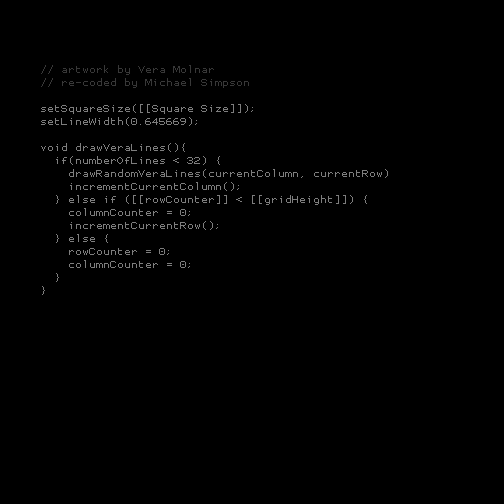 // artwork by Vera Molnar
// re-coded by Michael Simpson
setSquareSize([[Square Size]]);
setLineWidth(0.645669);
void drawVeraLines(){
if(numberOfLines < 32) {
drawRandomVeraLines(currentColumn, currentRow)
incrementCurrentColumn();
} else if ([[rowCounter]] < [[gridHeight]]) {
columnCounter = 0;
incrementCurrentRow();
} else {
rowCounter = 0;
columnCounter = 0;
}
}